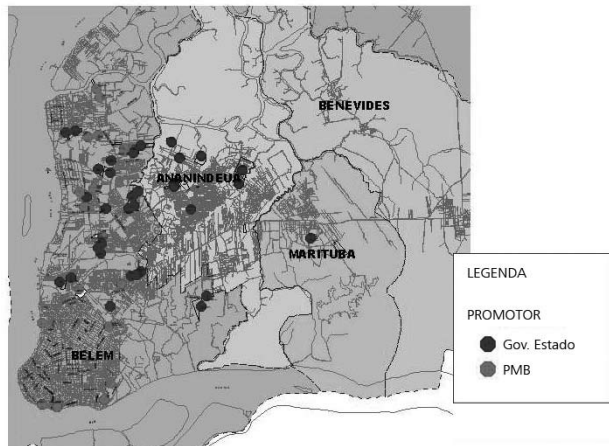 BENEVIDES
ANANINDEUA
MARITUBA
BELEM
LEGENDA
PROMOTOR
Gov. Estado
PMB